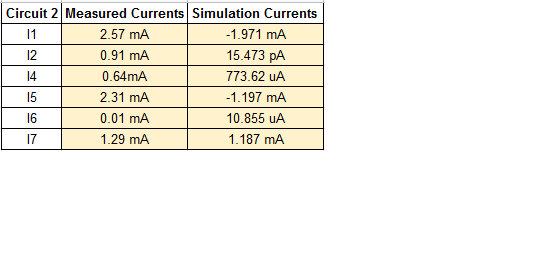 Circuit 2 Measured Currents Simulation Currents
I1 2.57 mA -1.971 mA
I2 0.91 mA 15.473 pA
I4 0.64mA 773.62 uA
I5 2.31 mA -1.197 mA
I6 0.01 mA 10.855 uA
I7 1.29 mA 1.187 mA